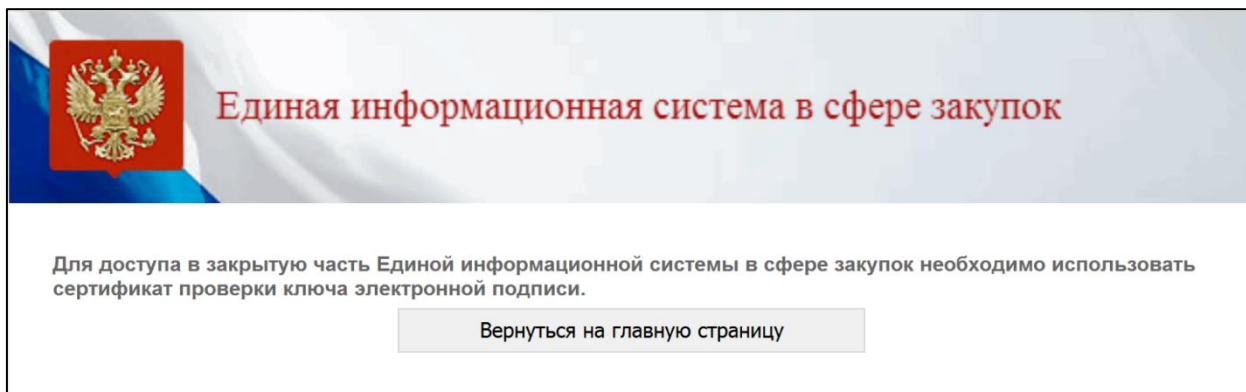 Единая информационная система в сфере закупок
Для доступа в закрытую часть Единой информационной системы в сфере закупок необходимо использовать
сертификат проверки ключа электронной подписи.
Вернуться на главную страницу